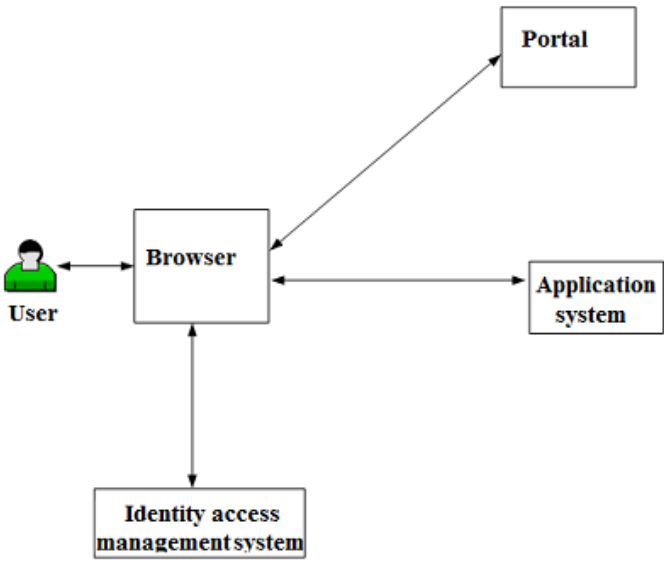 Portal
Browser
User
Application
system
Identity access
management system